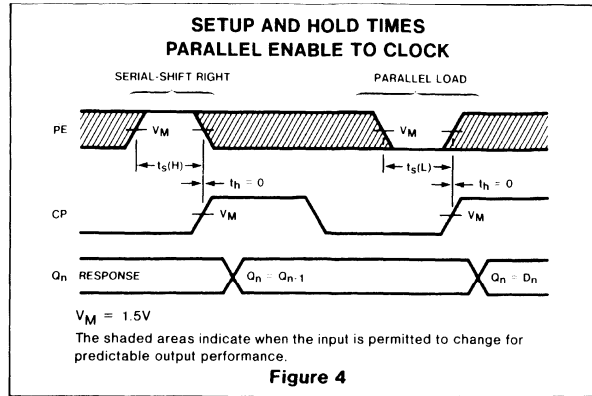 SETUP AND HOLD TIMES
PARALLEL ENABLE TO CLOCK
SERIAL-SHIFT RIGHT
PARALLEL LOAD
PE
VM
VM
ts(H)
ts(L)
th = 0
th = 0
CP
VM
VM
Qn RESPONSE
Qn = Qn-1
Qn = Dn
VM = 1.5V
The shaded areas indicate when the input is permitted to change for
predictable output performance.
Figure 4